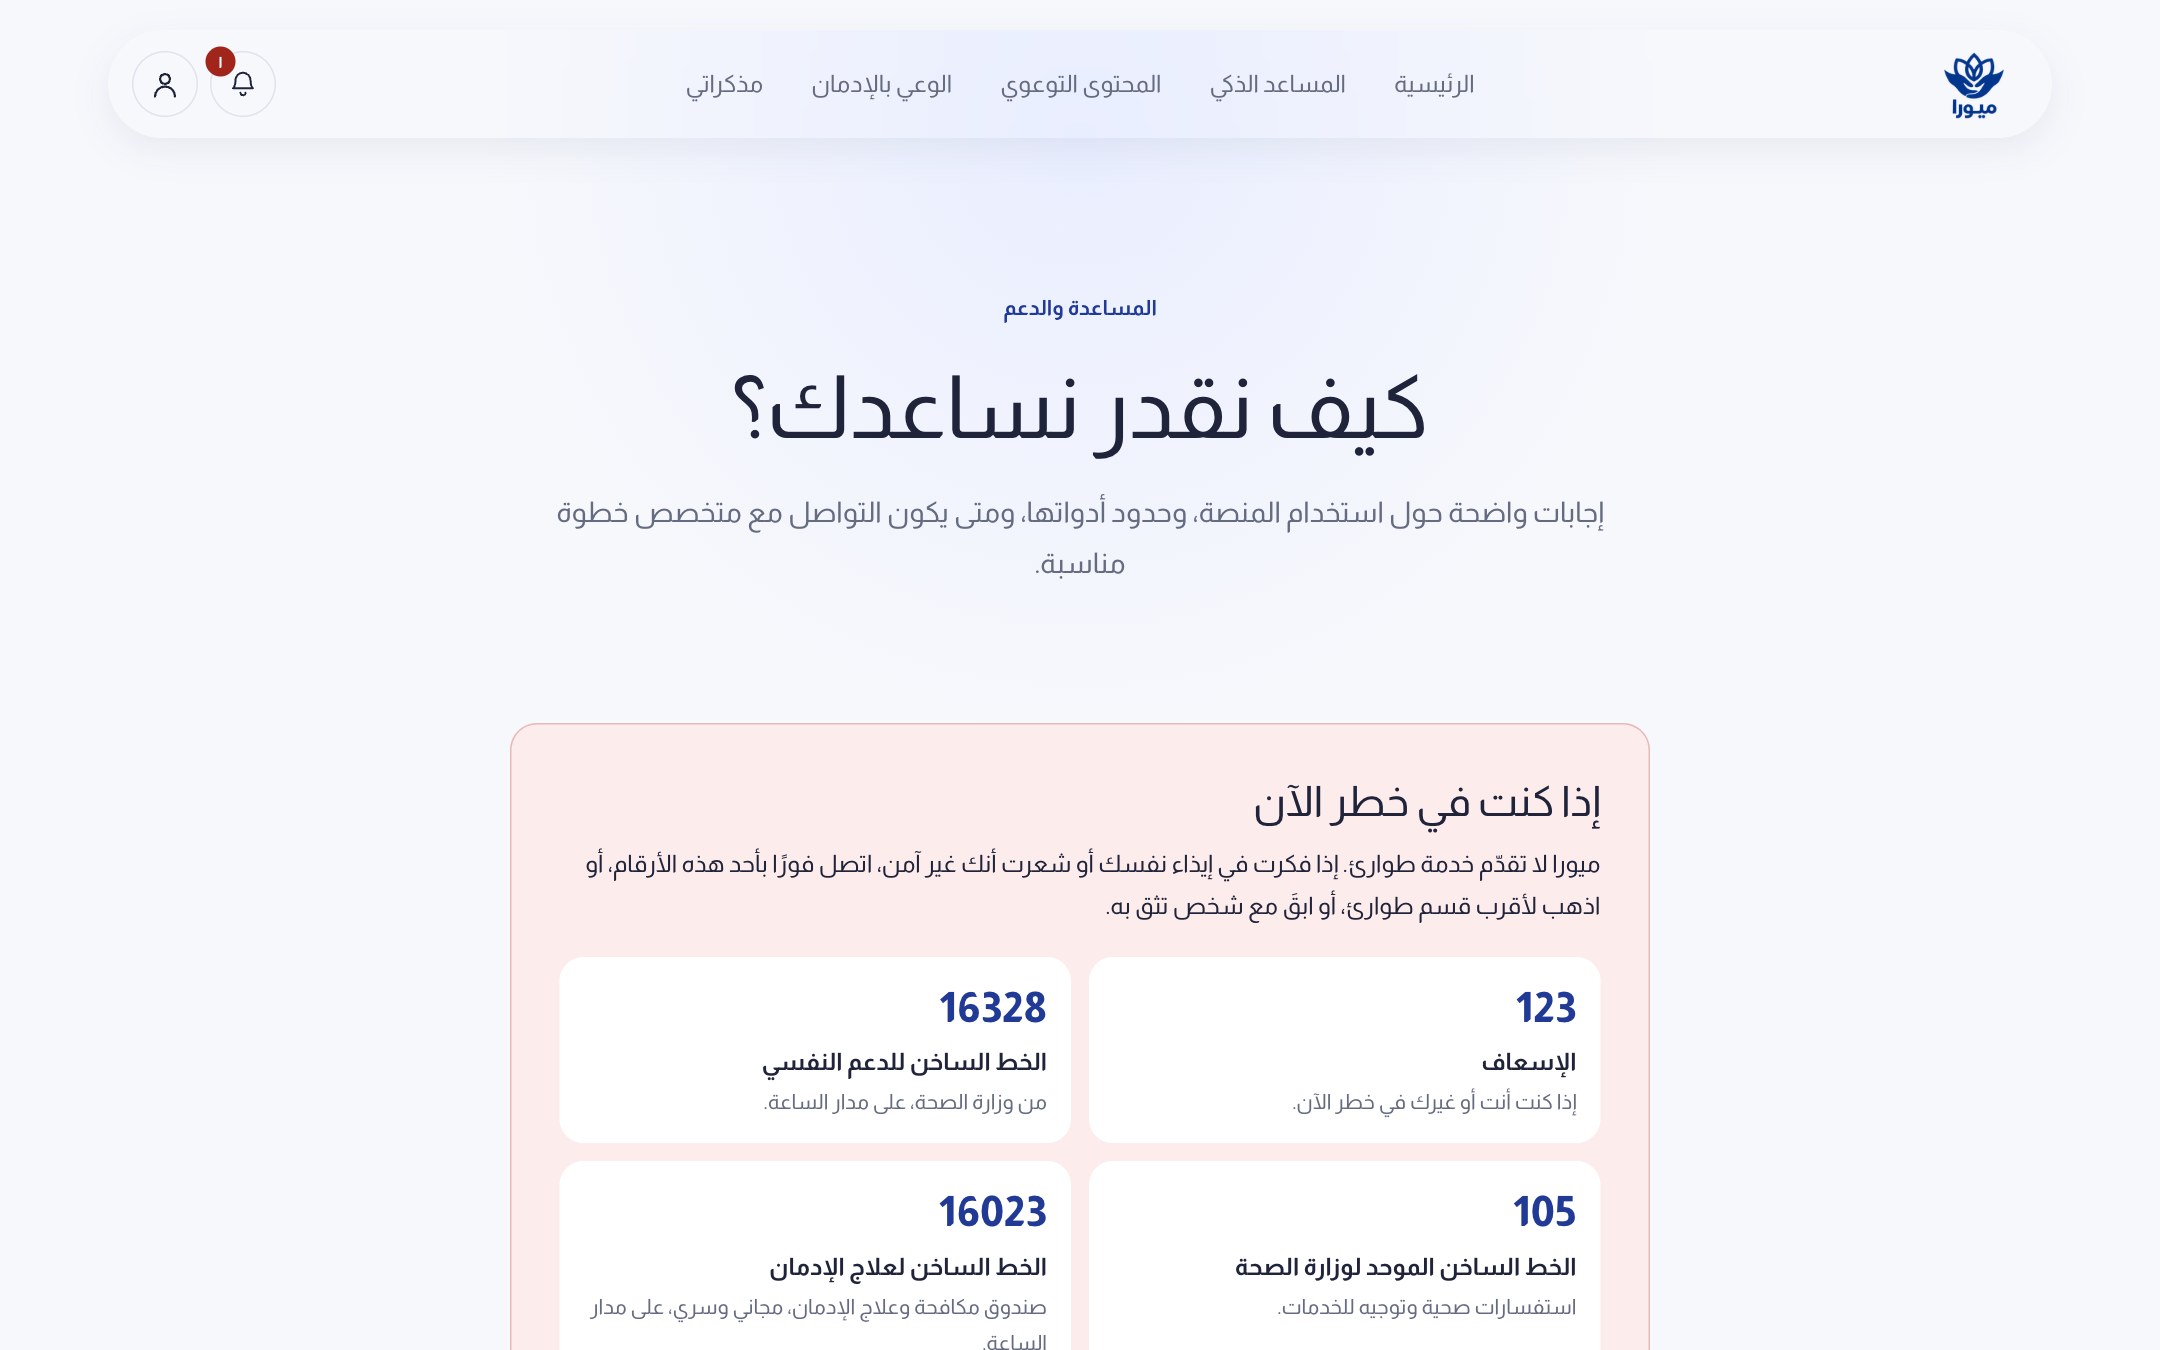 ميورا
الرئيسية
المساعد الذكي
المحتوى التوعوي
الوعي بالإدمان
مذكراتي
١
المساعدة والدعم
كيف نقدر نساعدك؟
إجابات واضحة حول استخدام المنصة، وحدود أدواتها، ومتى يكون التواصل مع متخصص خطوة
مناسبة.
إذا كنت في خطر الآن
ميورا لا تقدّم خدمة طوارئ. إذا فكرت في إيذاء نفسك أو شعرت أنك غير آمن، اتصل فورًا بأحد هذه الأرقام، أو
اذهب لأقرب قسم طوارئ، أو ابقَ مع شخص تثق به.
123
الإسعاف
إذا كنت أنت أو غيرك في خطر الآن.
16328
الخط الساخن للدعم النفسي
من وزارة الصحة، على مدار الساعة.
105
الخط الساخن الموحد لوزارة الصحة
استفسارات صحية وتوجيه للخدمات.
16023
الخط الساخن لعلاج الإدمان
صندوق مكافحة وعلاج الإدمان، مجاني وسري، على مدار
الساعة.